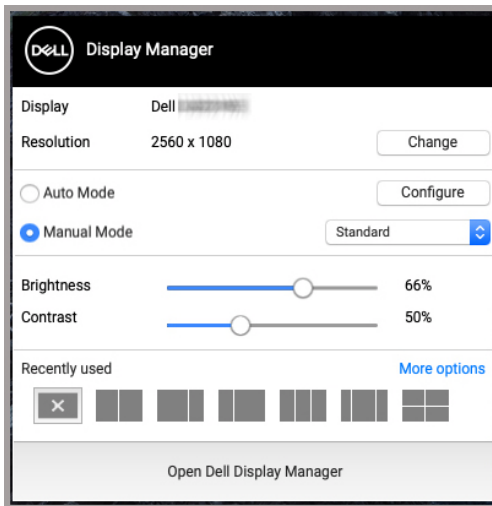 DELL Display Manager
Display Dell
Resolution 2560 x 1080 Change
Auto Mode Configure
Manual Mode Standard
Brightness 66%
Contrast 50%
Recently used More options
Open Dell Display Manager